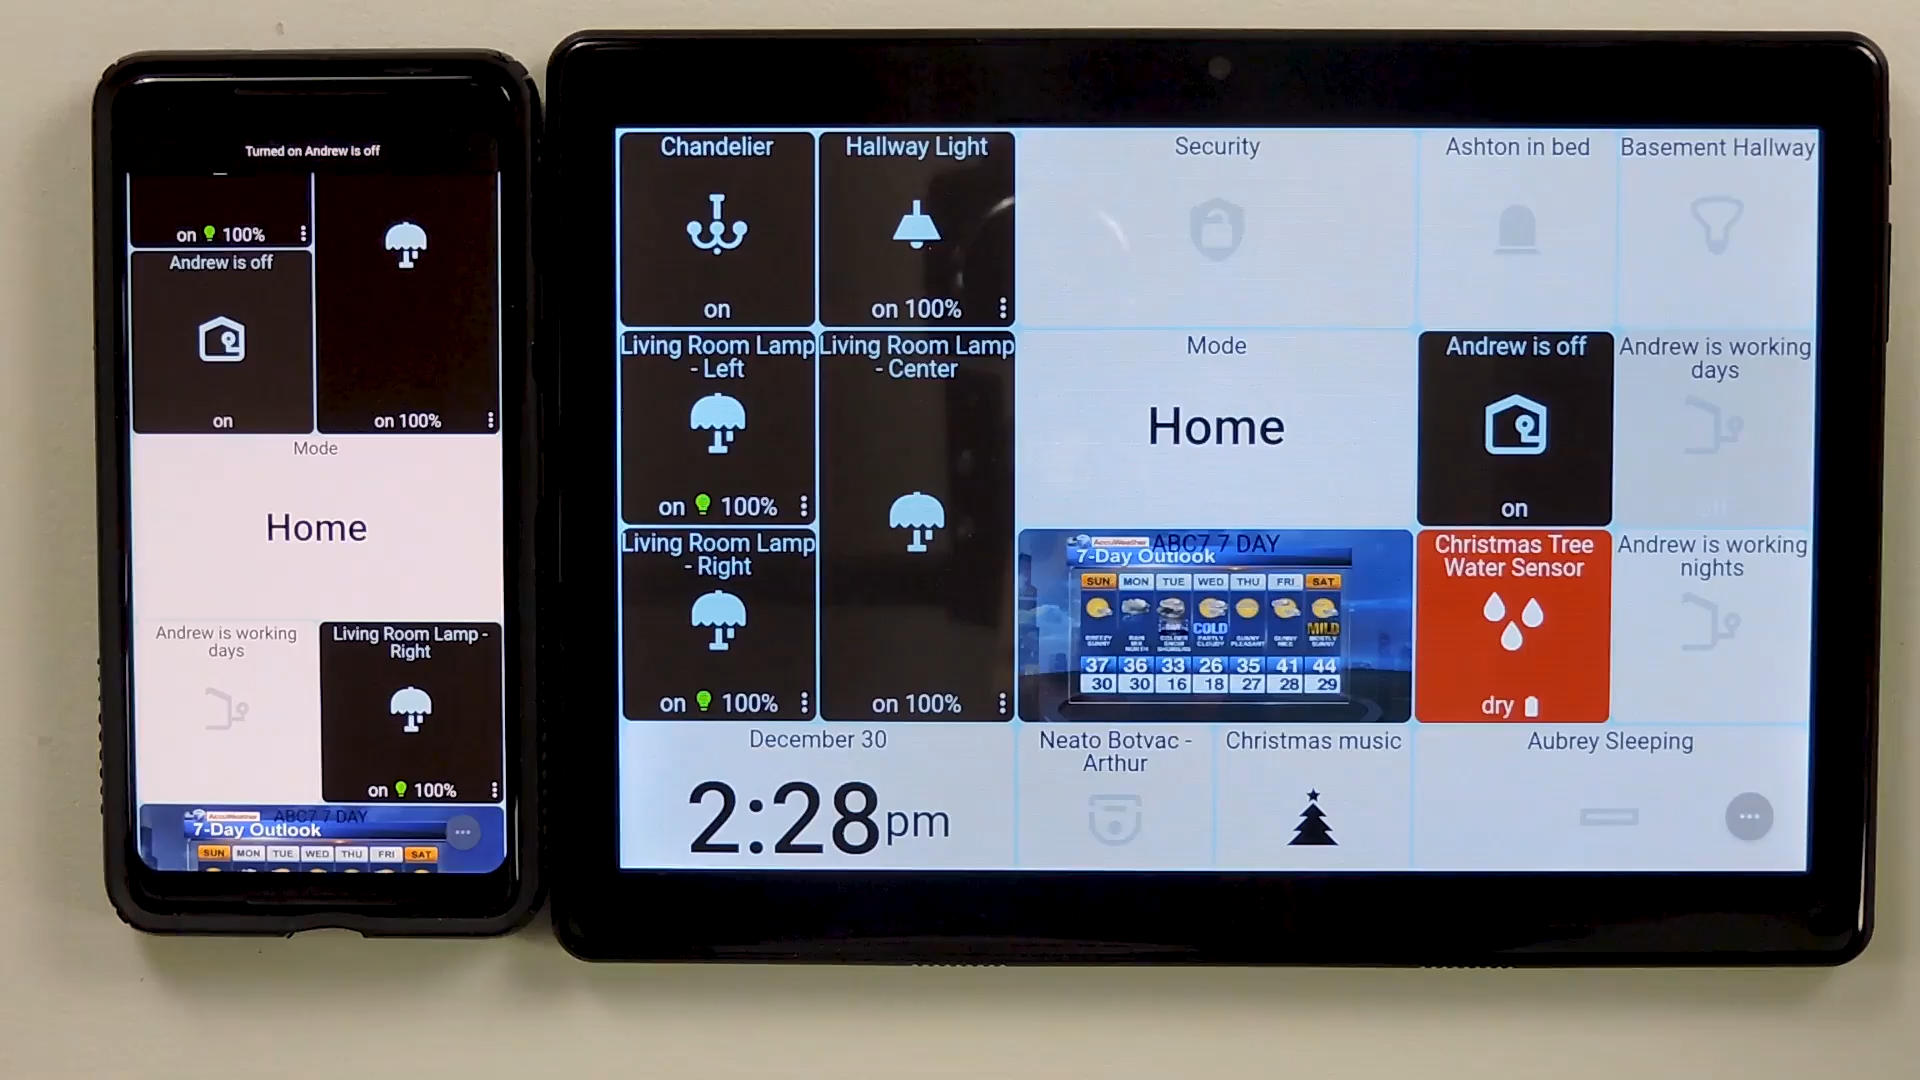 Turned on Andrew is off
on 100%
Andrew is off
on
on 100%
Mode
Home
Andrew is working
days
Living Room Lamp -
Right
on 100%
AccuWeather
ABC7 7 DAY
7-Day Outlook
SUN MON TUE WED THU FRI SAT
Chandelier
on
Hallway Light
on 100%
Security
Ashton in bed
Basement Hallway
Living Room Lamp
- Left
on 100%
Living Room Lamp
- Center
on 100%
Mode
Home
Andrew is off
on
Andrew is working
days
Living Room Lamp
- Right
on 100%
AccuWeather
ABC7 7 DAY
7-Day Outlook
SUN MON TUE WED THU FRI SAT
COLD MILD
37 36 33 26 35 41 44
30 30 16 18 27 28 29
Christmas Tree
Water Sensor
dry
Andrew is working
nights
December 30
2:28pm
Neato Botvac -
Arthur
Christmas music
Aubrey Sleeping